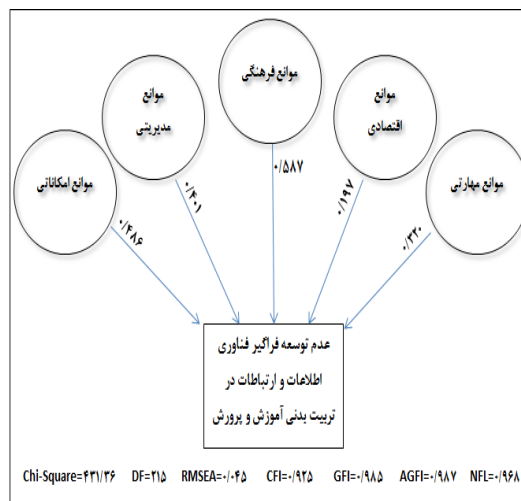 موانع فرهنگی
موانع
مدیریتی
موانع
اقتصادی
موانع امکاناتی
موانع مهارتی
۰/۴۸۶
۰/۴۰۱
۰/۵۸۷
۰/۱۹۷
۰/۳۲۰
عدم توسعه فراگیر فناوری
اطلاعات و ارتباطات در
تربیت بدنی آموزش و پرورش
Chi-Square=۴۳۱/۳۶ DF=۲۱۵ RMSEA=۰/۰۴۵ CFI=۰/۹۲۵ GFI=۰/۹۸۵ AGFI=۰/۹۸۷ NFL=۰/۹۶۸